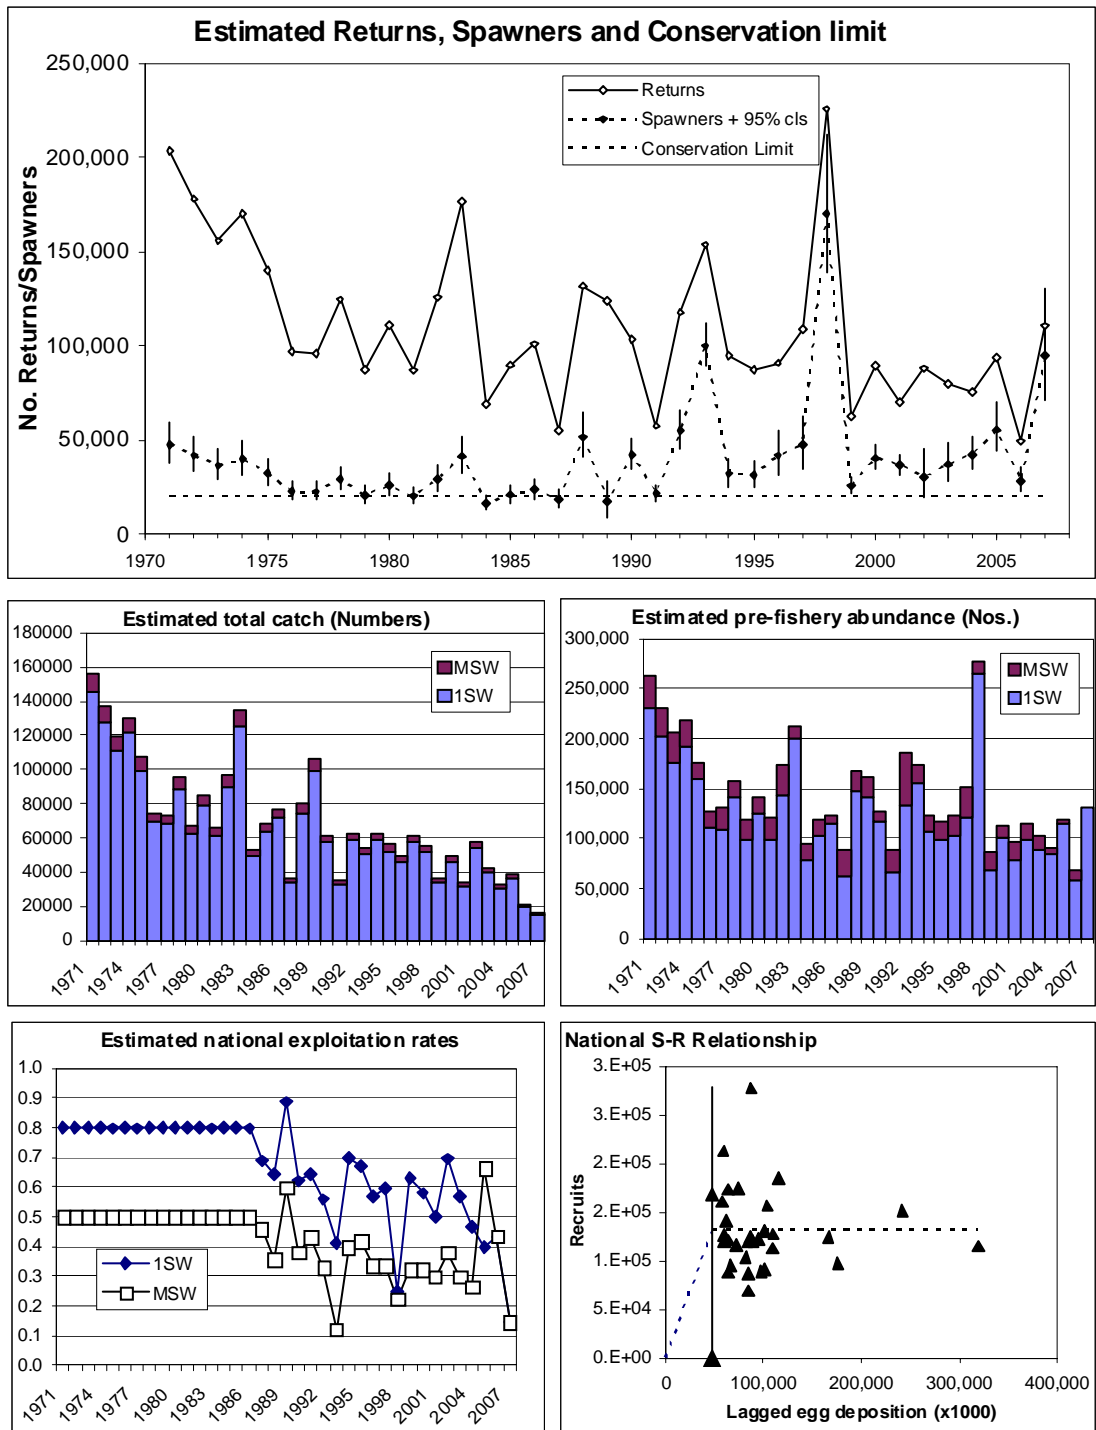 Estimated Returns, Spawners and Conservation limit
250,000
200,000
150,000
100,000
50,000
0
No. Returns/Spawners
Returns
Spawners + 95% cls
Conservation Limit
1970 1975 1980 1985 1990 1995 2000 2005
Estimated total catch (Numbers)
180000
160000
140000
120000
100000
80000
60000
40000
20000
0
MSW
1SW
1971 1974 1977 1980 1983 1986 1989 1992 1995 1998 2001 2004 2007
Estimated pre-fishery abundance (Nos.)
300,000
250,000
200,000
150,000
100,000
50,000
0
MSW
1SW
1971 1974 1977 1980 1983 1986 1989 1992 1995 1998 2001 2004 2007
Estimated national exploitation rates
1.0
0.9
0.8
0.7
0.6
0.5
0.4
0.3
0.2
0.1
0.0
1SW
MSW
1971 1974 1977 1980 1983 1986 1989 1992 1995 1998 2001 2004 2007
National S-R Relationship
3.E+05
3.E+05
2.E+05
2.E+05
1.E+05
5.E+04
0.E+00
Recruits
0 100,000 200,000 300,000 400,000
Lagged egg deposition (x1000)